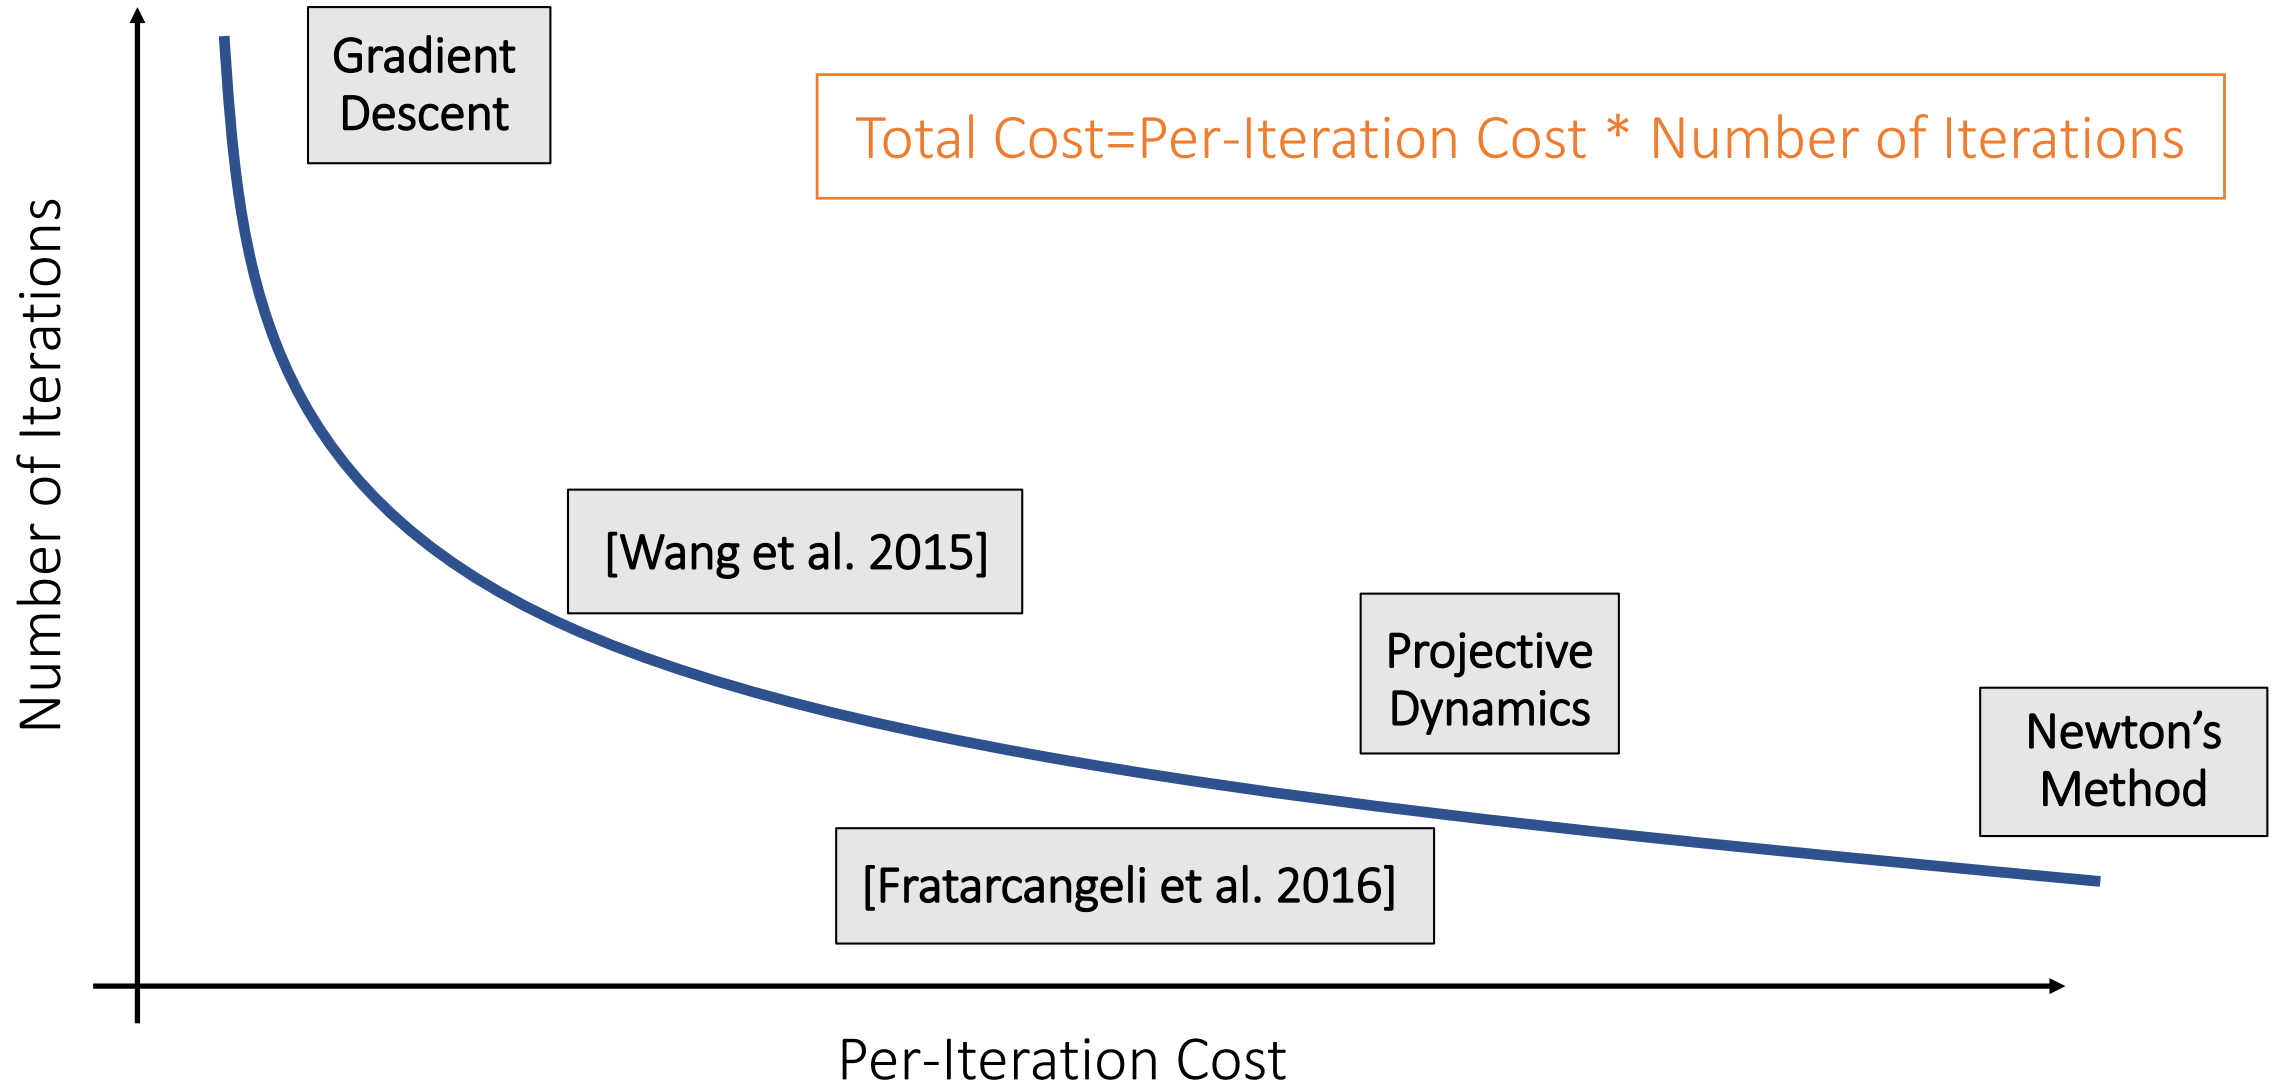 Gradient
Descent
Total Cost=Per-Iteration Cost * Number of Iterations
Number of Iterations
[Wang et al. 2015]
Projective
Dynamics
Newton’s
Method
[Fratarcangeli et al. 2016]
Per-Iteration Cost